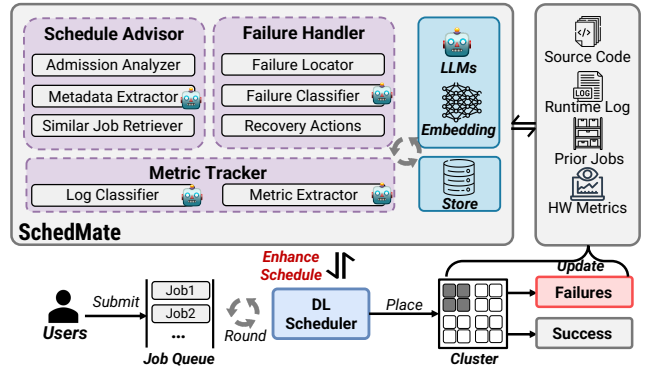 Schedule Advisor
Admission Analyzer
Metadata Extractor
Similar Job Retriever
Failure Handler
Failure Locator
Failure Classifier
Recovery Actions
Metric Tracker
Log Classifier
Metric Extractor
SchedMate
LLMs
Embedding
Store
Source Code
LOG
Runtime Log
Prior Jobs
HW Metrics
Enhance
Schedule
Update
Users
Submit
Job1
Job2
...
Job Queue
Round
DL
Scheduler
Place
Cluster
Failures
Success